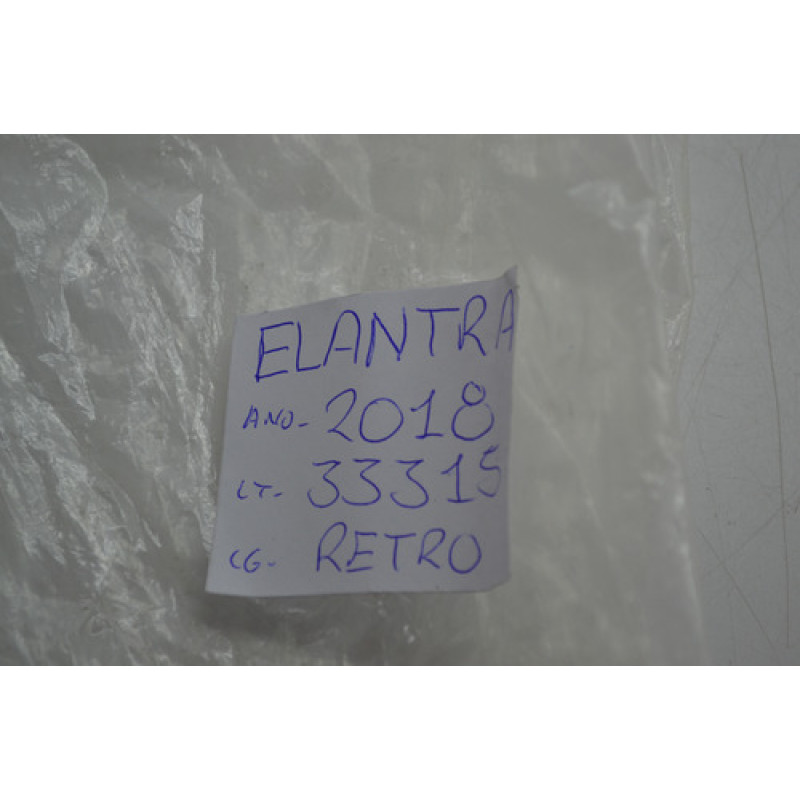 ELANTRA
ANO- 2018
LT- 33315
CG- RETRO